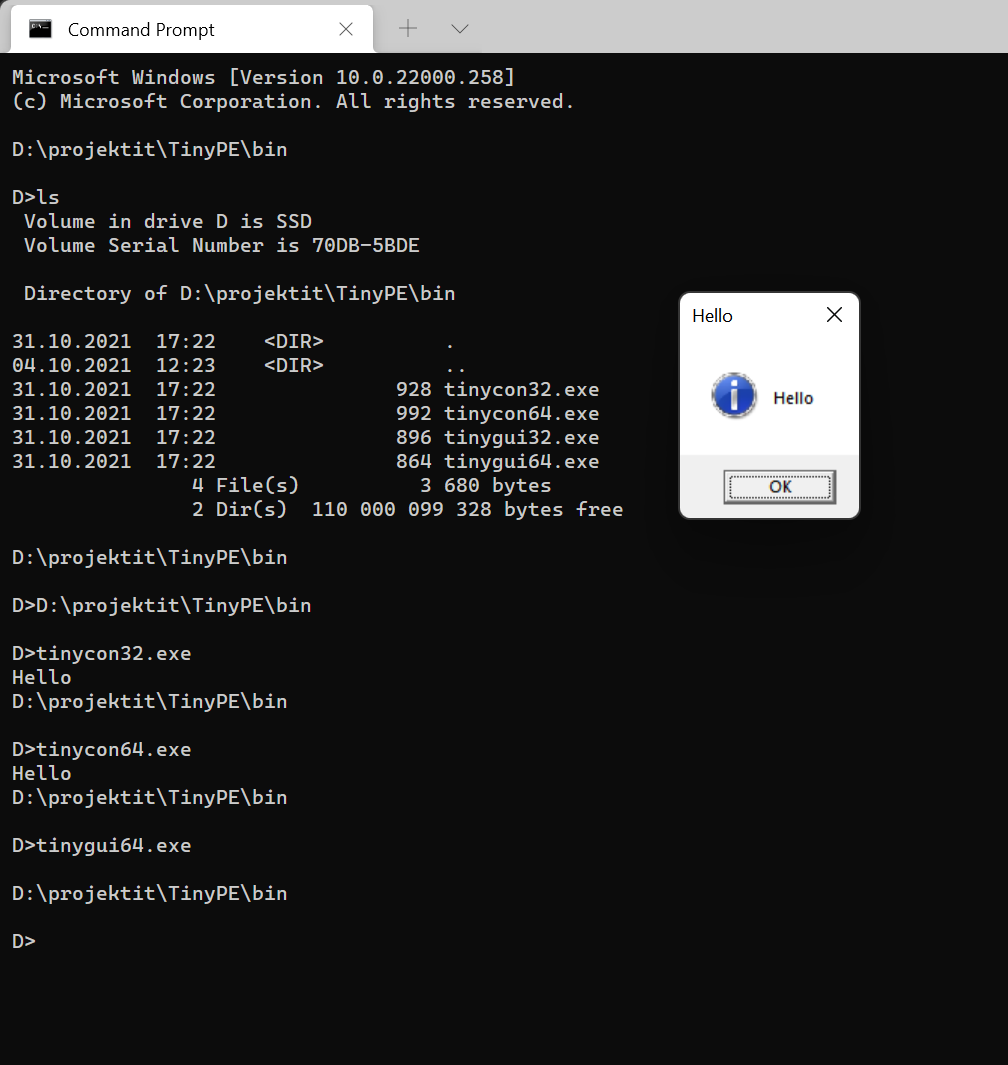 Command Prompt
Microsoft Windows [Version 10.0.22000.258]
(c) Microsoft Corporation. All rights reserved.
D:\projektit\TinyPE\bin
D>ls
Volume in drive D is SSD
Volume Serial Number is 70DB-5BDE
Directory of D:\projektit\TinyPE\bin
31.10.2021  17:22    <DIR>          .
04.10.2021  12:23    <DIR>          ..
31.10.2021  17:22               928 tinycon32.exe
31.10.2021  17:22               992 tinycon64.exe
31.10.2021  17:22               896 tinygui32.exe
31.10.2021  17:22               864 tinygui64.exe
4 File(s)          3 680 bytes
2 Dir(s)  110 000 099 328 bytes free
D:\projektit\TinyPE\bin
D>D:\projektit\TinyPE\bin
D>tinycon32.exe
Hello
D:\projektit\TinyPE\bin
D>tinycon64.exe
Hello
D:\projektit\TinyPE\bin
D>tinygui64.exe
D:\projektit\TinyPE\bin
D>
Hello
Hello
OK